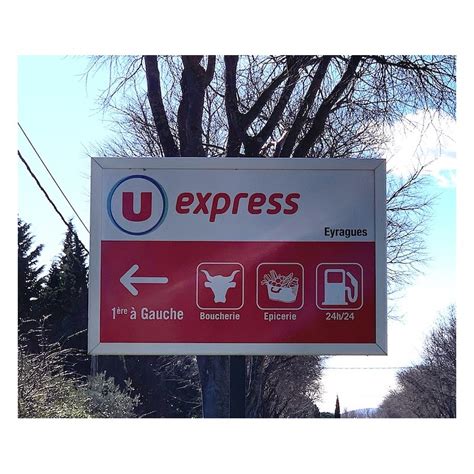 U express
Eyragues
1ère à Gauche
Boucherie
Epicerie
24h/24